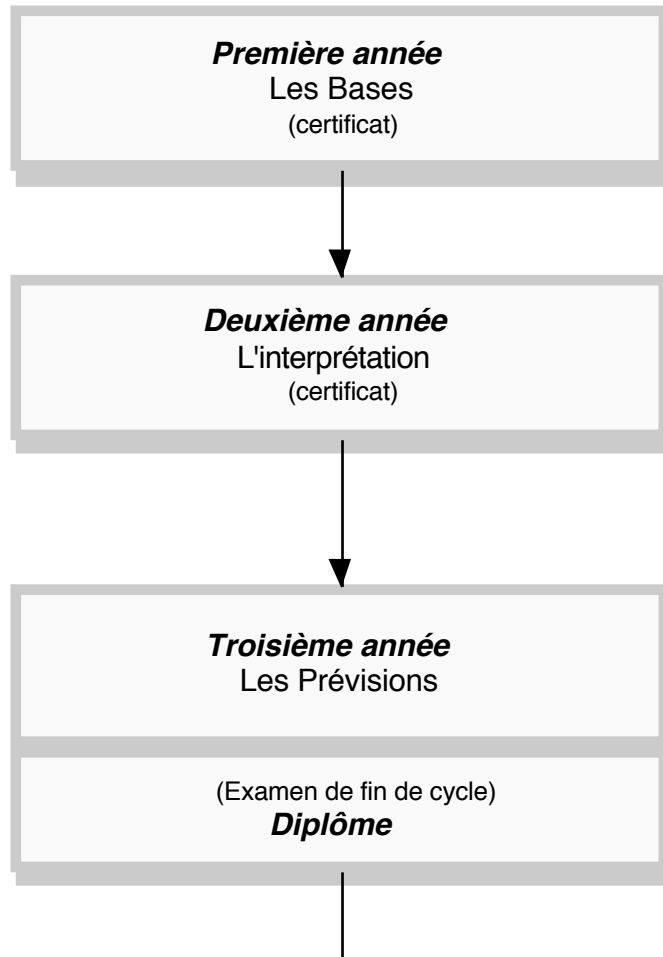 Première année
Les Bases
(certificat)
Deuxième année
L'interprétation
(certificat)
Troisième année
Les Prévisions
(Examen de fin de cycle)
Diplôme